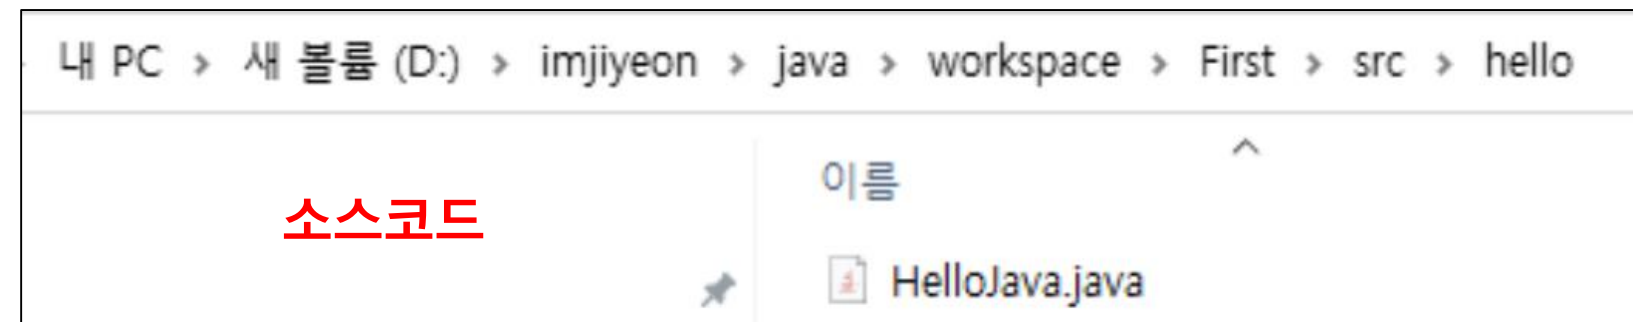 내 PC > 새 볼륨 (D:) > imjiyeon > java > workspace > First > src > hello
이름
소스코드
HelloJava.java